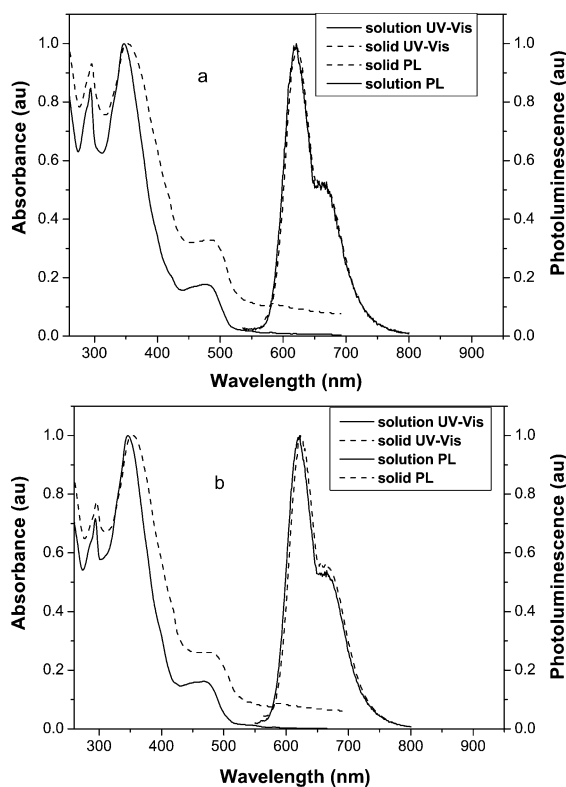 solution UV-Vis
solid UV-Vis
solid PL
solution PL
a
1.0
0.8
0.6
0.4
0.2
0.0
Absorbance (au)
1.0
0.8
0.6
0.4
0.2
0.0
Photoluminescence (au)
300 400 500 600 700 800 900
Wavelength (nm)
solution UV-Vis
solid UV-Vis
solution PL
solid PL
b
1.0
0.8
0.6
0.4
0.2
0.0
Absorbance (au)
1.0
0.8
0.6
0.4
0.2
0.0
Photoluminescence (au)
300 400 500 600 700 800 900
Wavelength (nm)